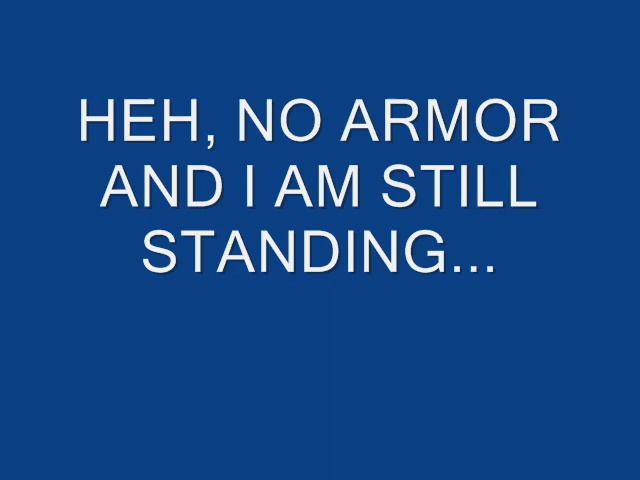 HEH, NO ARMOR
AND I AM STILL
STANDING...